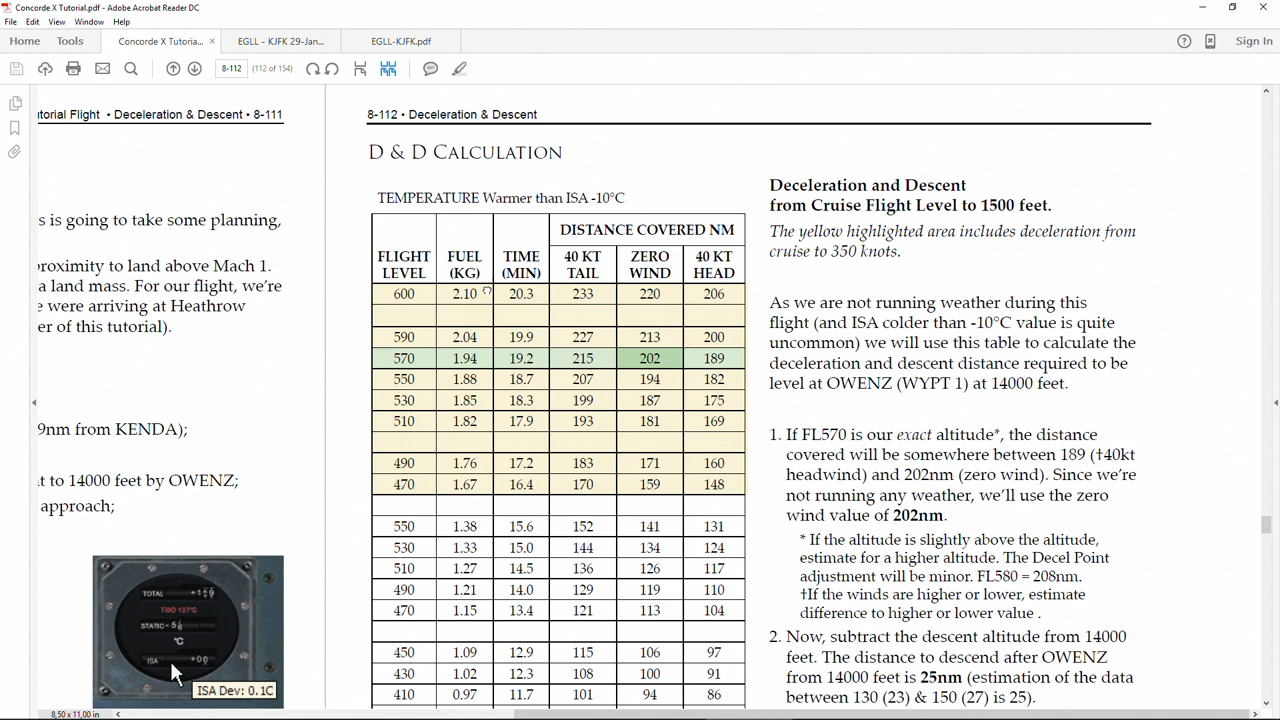 Concorde X Tutorial.pdf - Adobe Acrobat Reader DC
File Edit View Window Help
Home Tools Concorde X Tutoria... × EGLL - KJFK 29-Jan... EGLL-KJFK.pdf Sign In
8-112 (112 of 154)
utorial Flight • Deceleration & Descent • 8-111
s is going to take some planning,
roximity to land above Mach 1.
a land mass. For our flight, we're
e were arriving at Heathrow
er of this tutorial).
9nm from KENDA);
t to 14000 feet by OWENZ;
approach;
TOTAL
TMO 127°C
STATIC
°C
ISA
ISA Dev: 0.1C
8-112 • Deceleration & Descent
D & D CALCULATION
TEMPERATURE Warmer than ISA -10°C
DISTANCE COVERED NM
FLIGHT LEVEL FUEL (KG) TIME (MIN) 40 KT TAIL ZERO WIND 40 KT HEAD
600 2.10 20.3 233 220 206
590 2.04 19.9 227 213 200
570 1.94 19.2 215 202 189
550 1.88 18.7 207 194 182
530 1.85 18.3 199 187 175
510 1.82 17.9 193 181 169
490 1.76 17.2 183 171 160
470 1.67 16.4 170 159 148
550 1.38 15.6 152 141 131
530 1.33 15.0 144 134 124
510 1.27 14.5 136 126 117
490 1.21 14.0 129 119 110
470 1.15 13.4 121 113 104
450 1.09 12.9 115 106 97
430 1.02 12.3 108 100 91
410 0.97 11.7 101 94 86
Deceleration and Descent
from Cruise Flight Level to 1500 feet.
The yellow highlighted area includes deceleration from
cruise to 350 knots.
As we are not running weather during this
flight (and ISA colder than -10°C value is quite
uncommon) we will use this table to calculate the
deceleration and descent distance required to be
level at OWENZ (WYPT 1) at 14000 feet.
1. If FL570 is our exact altitude*, the distance
covered will be somewhere between 189 (†40kt
headwind) and 202nm (zero wind). Since we're
not running any weather, we'll use the zero
wind value of 202nm.
* If the altitude is slightly above the altitude,
estimate for a higher altitude. The Decel Point
adjustment will be minor. FL580 = 208nm.
†If the winds are higher or lower, estimate
difference higher or lower value.
2. Now, subtract the descent altitude from 14000
feet. The distance to descend after OWENZ
from 14000 feet is 25nm (estimation of the data
between 130 (23) & 150 (27) is 25).
8,50 x 11,00 in